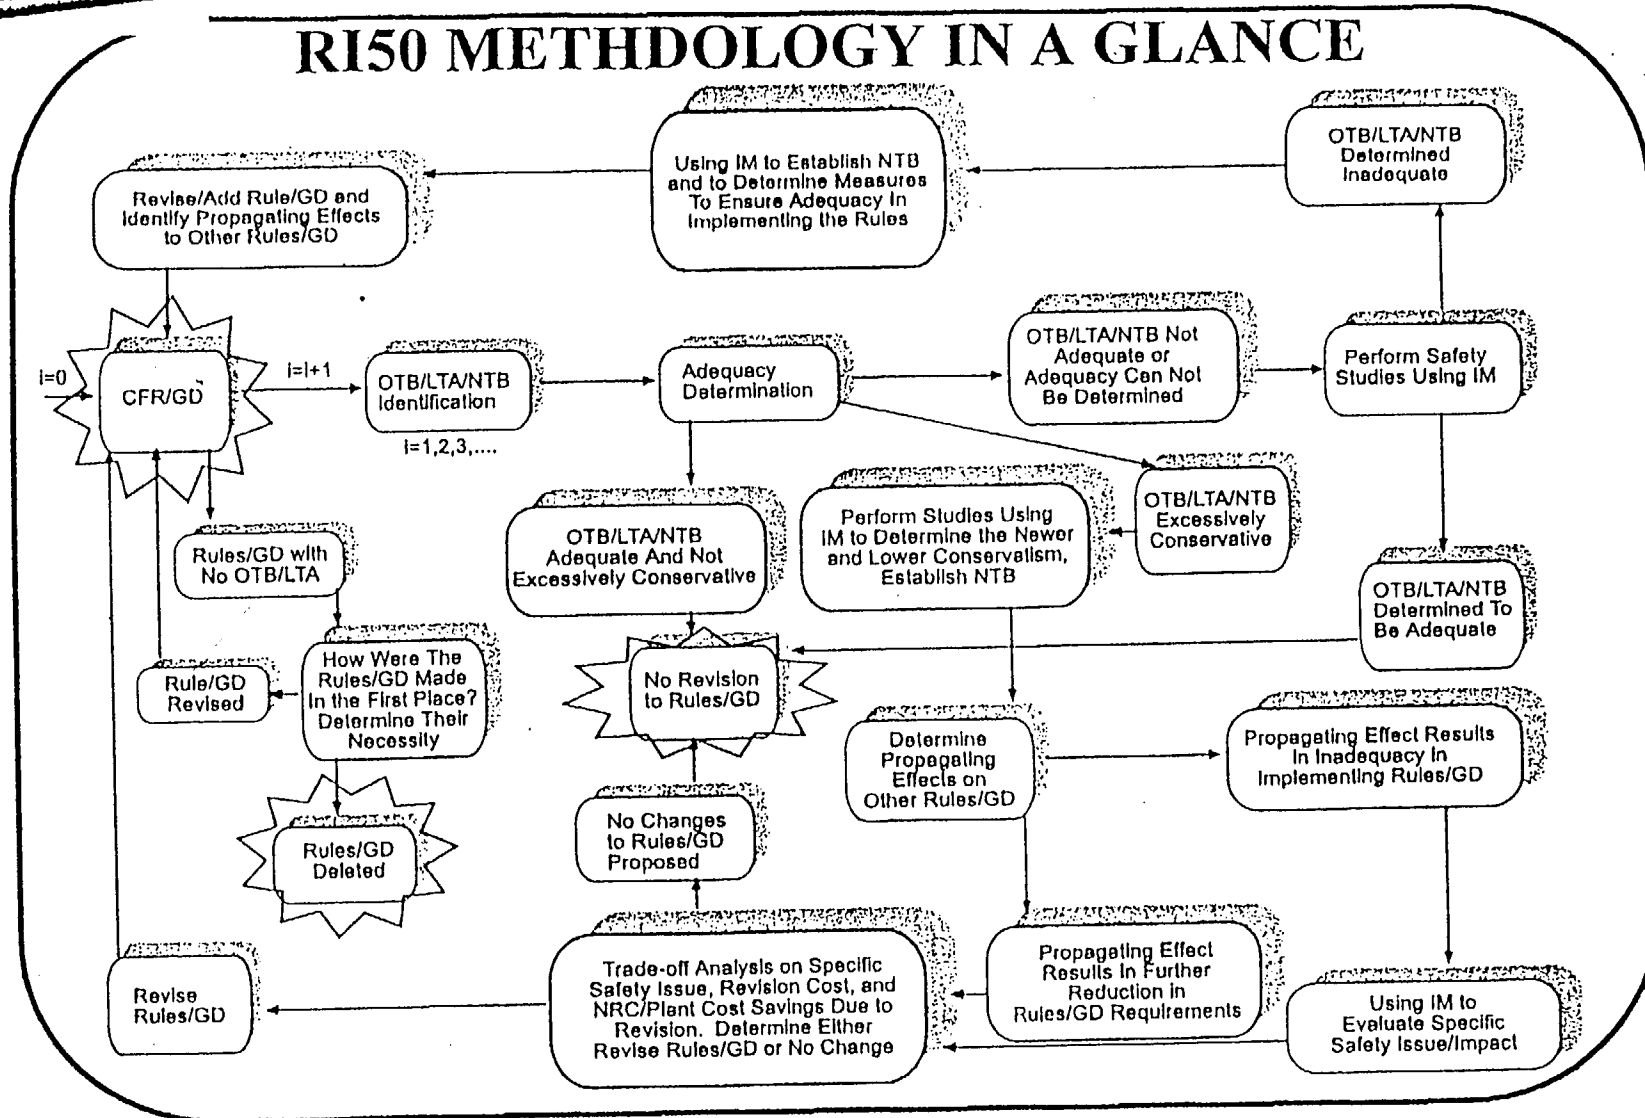 RI50 METHDOLOGY IN A GLANCE
OTB/LTA/NTB
Determined
Inadequate
Using IM to Establish NTB
and to Determine Measures
To Ensure Adequacy In
Implementing the Rules
Revise/Add Rule/GD and
Identify Propagating Effects
to Other Rules/GD
i=0
CFR/GD
i=i+1
OTB/LTA/NTB
Identification
i=1,2,3,....
Adequacy
Determination
OTB/LTA/NTB Not
Adequate or
Adequacy Can Not
Be Determined
Perform Safety
Studies Using IM
OTB/LTA/NTB
Adequate And Not
Excessively Conservative
Perform Studies Using
IM to Determine the Newer
and Lower Conservatism,
Establish NTB
OTB/LTA/NTB
Excessively
Conservative
Rules/GD with
No OTB/LTA
OTB/LTA/NTB
Determined To
Be Adequate
How Were The
Rules/GD Made
In the First Place?
Determine Their
Necessity
Rule/GD
Revised
No Revision
to Rules/GD
Determine
Propagating
Effects on
Other Rules/GD
Propagating Effect Results
In Inadequacy In
Implementing Rules/GD
No Changes
to Rules/GD
Proposed
Rules/GD
Deleted
Revise
Rules/GD
Trade-off Analysis on Specific
Safety Issue, Revision Cost, and
NRC/Plant Cost Savings Due to
Revision. Determine Either
Revise Rules/GD or No Change
Propagating Effect
Results In Further
Reduction in
Rules/GD Requirements
Using IM to
Evaluate Specific
Safety Issue/Impact